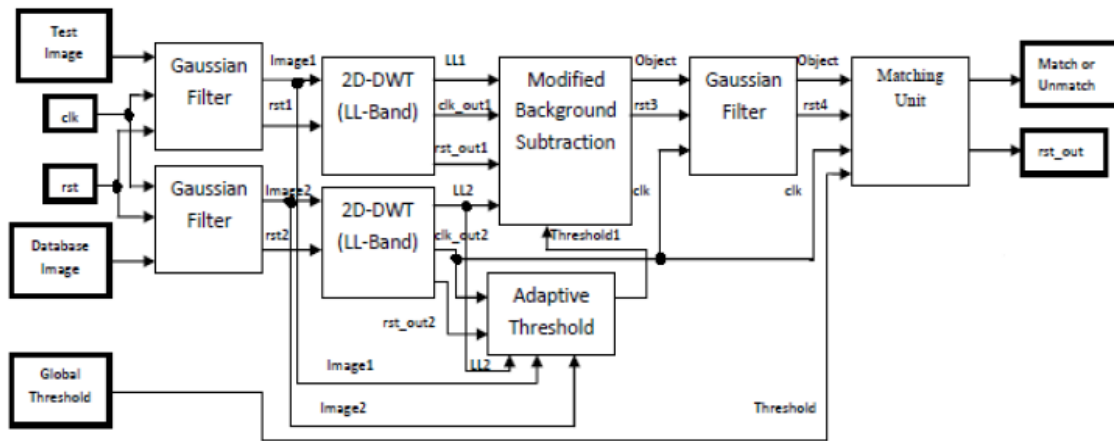 Test
Image
clk
rst
Database
Image
Global
Threshold
Gaussian
Filter
Gaussian
Filter
Image1
rst1
Image2
rst2
2D-DWT
(LL-Band)
2D-DWT
(LL-Band)
LL1
clk_out1
rst_out1
LL2
clk_out2
rst_out2
Image1
LL2
Image2
Modified
Background
Subtraction
Threshold1
Adaptive
Threshold
Object
rst3
clk
Gaussian
Filter
Object
rst4
clk
Threshold
Matching
Unit
Match or
Unmatch
rst_out